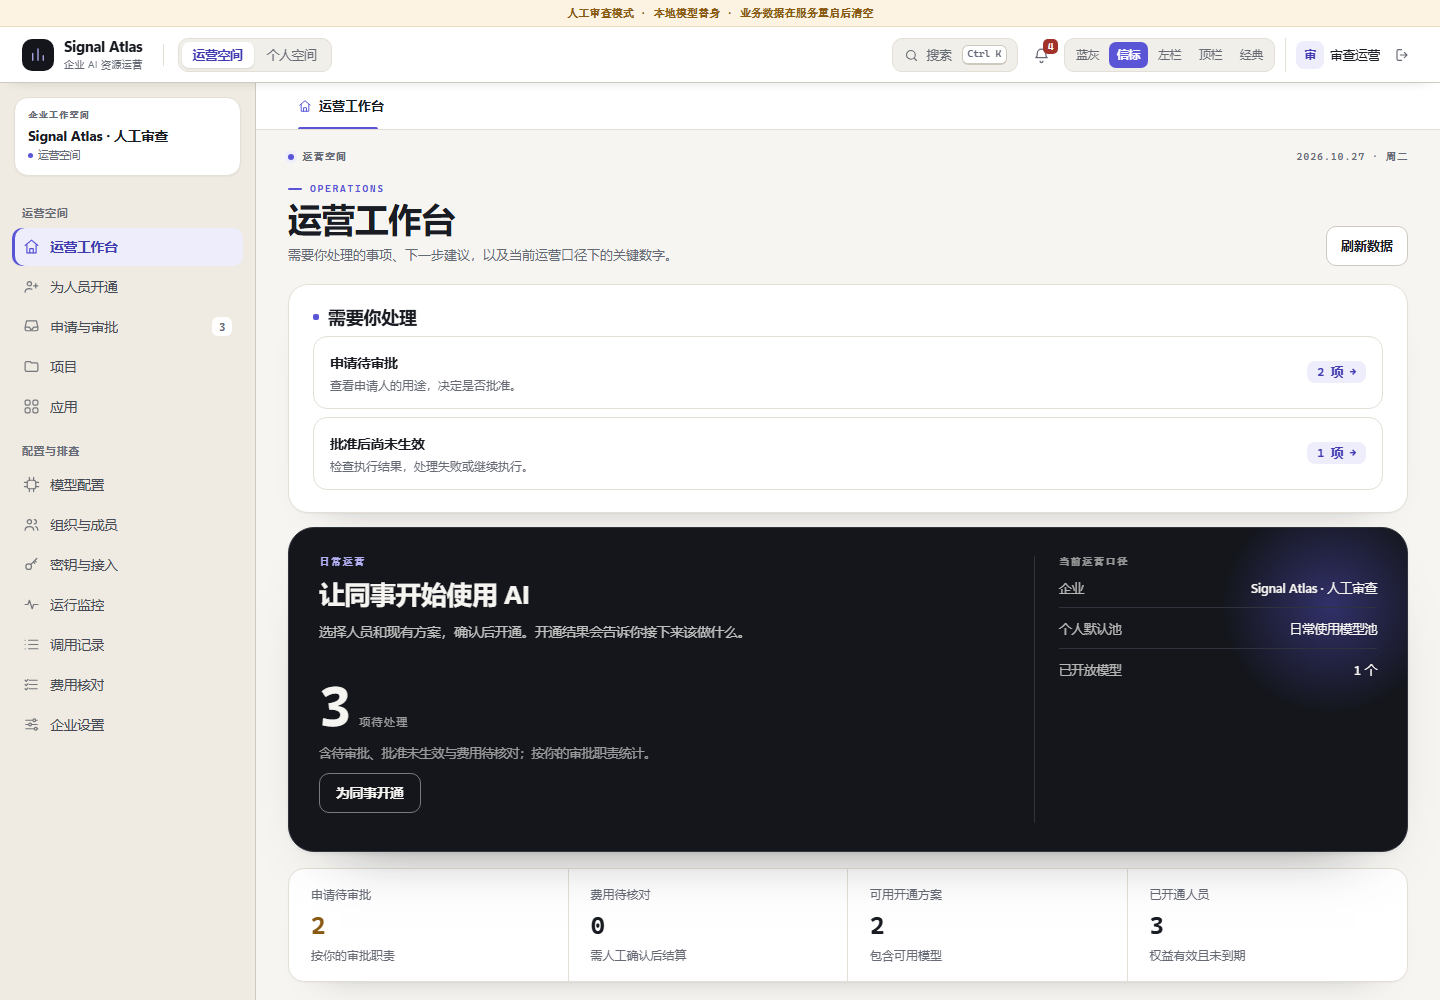 人工审查模式 · 本地模型替身 · 业务数据在服务重启后清空
Signal Atlas
企业 AI 资源运营
运营空间
个人空间
搜索
Ctrl K
4
蓝灰
信标
左栏
顶栏
经典
审
审查运营
企业工作空间
Signal Atlas · 人工审查
运营空间
运营空间
运营工作台
为人员开通
申请与审批
3
项目
应用
配置与排查
模型配置
组织与成员
密钥与接入
运行监控
调用记录
费用核对
企业设置
运营工作台
运营空间
2026.10.27 · 周二
OPERATIONS
运营工作台
需要你处理的事项、下一步建议，以及当前运营口径下的关键数字。
刷新数据
需要你处理
申请待审批
查看申请人的用途，决定是否批准。
2 项 →
批准后尚未生效
检查执行结果，处理失败或继续执行。
1 项 →
日常运营
让同事开始使用 AI
选择人员和现有方案，确认后开通。开通结果会告诉你接下来该做什么。
3 项待处理
含待审批、批准未生效与费用待核对；按你的审批职责统计。
为同事开通
当前运营口径
企业
Signal Atlas · 人工审查
个人默认池
日常使用模型池
已开放模型
1 个
申请待审批
2
按你的审批职责
费用待核对
0
需人工确认后结算
可用开通方案
2
包含可用模型
已开通人员
3
权益有效且未到期